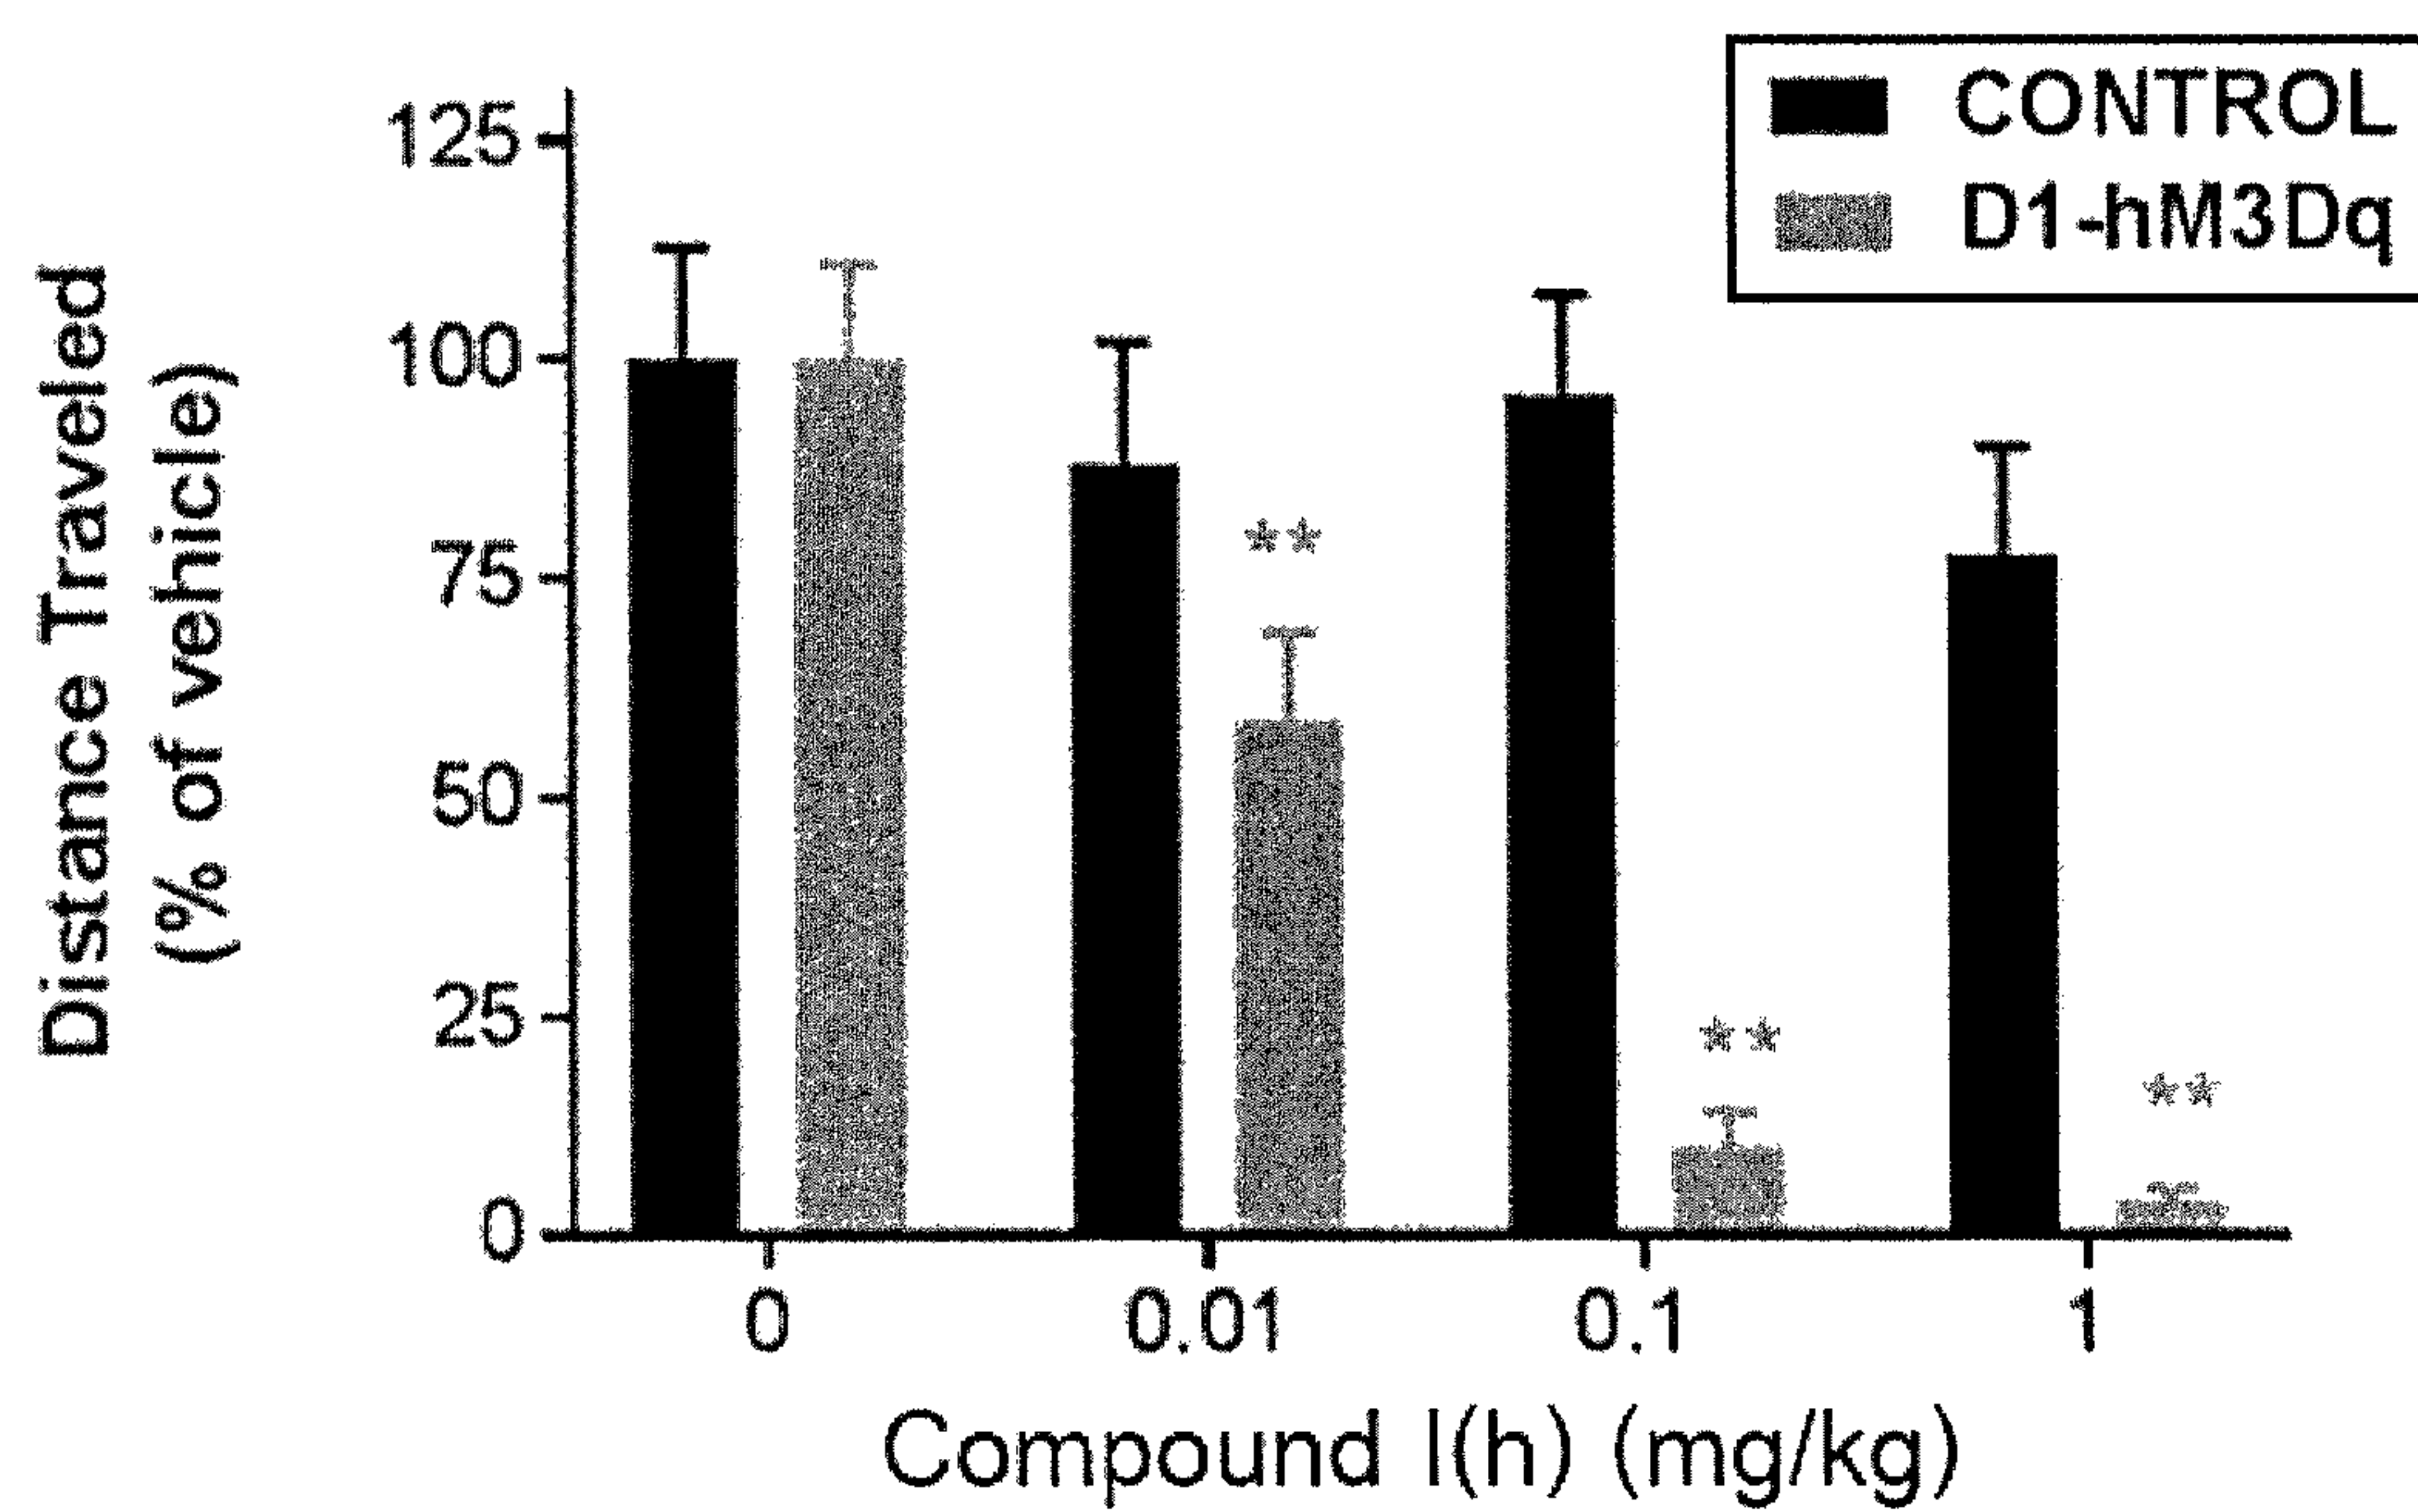 CONTROL
D1-hM3Dq
Distance Traveled
(% of vehicle)
125
100
75
50
25
0
**
**
**
0 0.01 0.1 1
Compound I(h) (mg/kg)